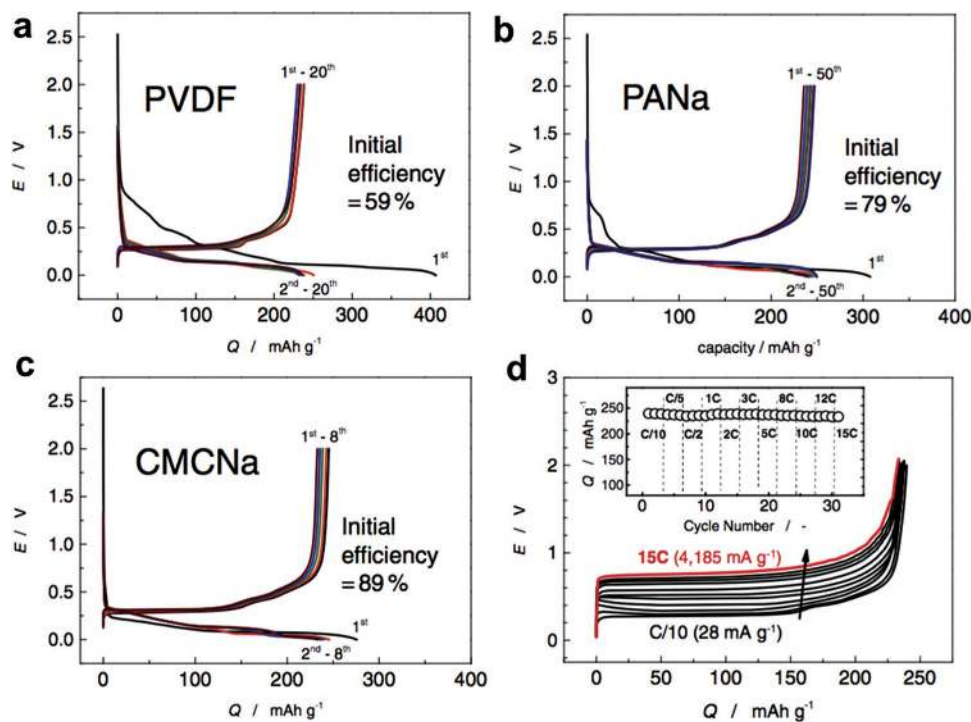 a
PVDF
1st - 20th
Initial
efficiency
= 59 %
1st
2nd - 20th
E / V
2.5
2.0
1.5
1.0
0.5
0.0
0 100 200 300 400
Q / mAh g-1
b
PANa
1st - 50th
Initial
efficiency
= 79 %
1st
2nd - 50th
E / V
2.5
2.0
1.5
1.0
0.5
0.0
0 100 200 300 400
capacity / mAh g-1
c
CMCNa
1st - 8th
Initial
efficiency
= 89 %
1st
2nd - 8th
E / V
2.5
2.0
1.5
1.0
0.5
0.0
0 100 200 300 400
Q / mAh g-1
d
E / V
3
2
1
0
Q / mAh g-1
250
200
150
100
C/5 1C 3C 8C 12C
C/10 C/2 2C 5C 10C 15C
0 10 20 30
Cycle Number / -
15C (4,185 mA g-1)
C/10 (28 mA g-1)
0 50 100 150 200 250
Q / mAh g-1